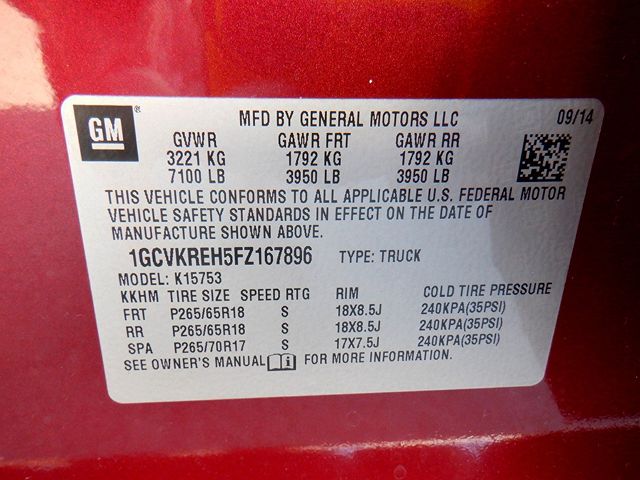 GM ®
MFD BY GENERAL MOTORS LLC 09/14
GVWR GAWR FRT GAWR RR
3221 KG 1792 KG 1792 KG
7100 LB 3950 LB 3950 LB
THIS VEHICLE CONFORMS TO ALL APPLICABLE U.S. FEDERAL MOTOR
VEHICLE SAFETY STANDARDS IN EFFECT ON THE DATE OF
MANUFACTURE SHOWN ABOVE.
1GCVKREH5FZ167896 TYPE: TRUCK
MODEL: K15753
KKHM TIRE SIZE SPEED RTG RIM COLD TIRE PRESSURE
FRT P265/65R18 S 18X8.5J 240KPA(35PSI)
RR P265/65R18 S 18X8.5J 240KPA(35PSI)
SPA P265/70R17 S 17X7.5J 240KPA(35PSI)
SEE OWNER'S MANUAL i FOR MORE INFORMATION.